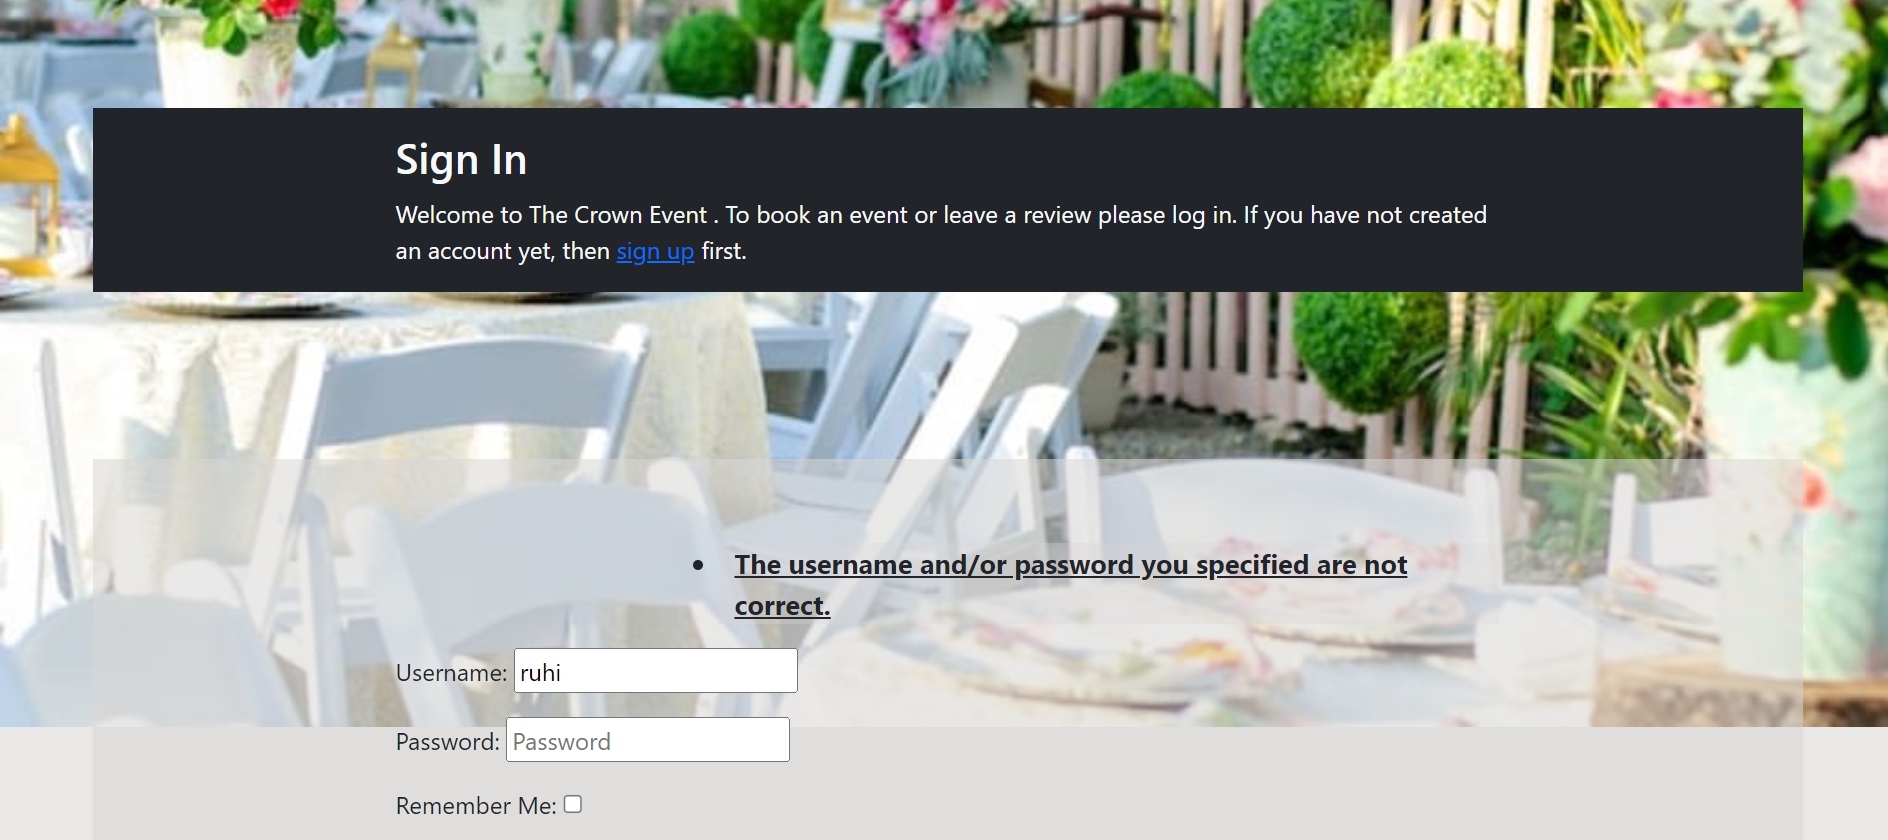 Sign In
Welcome to The Crown Event . To book an event or leave a review please log in. If you have not created
an account yet, then sign up first.
The username and/or password you specified are not
correct.
Username: ruhi
Password: Password
Remember Me: